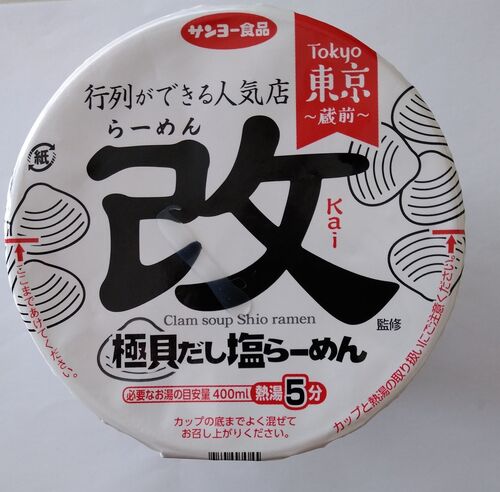 サンヨー食品
Tokyo
東京
～蔵前～
行列ができる人気店
らーめん
改
Kai
紙
監修
Clam soup Shio ramen
極貝だし塩らーめん
必要なお湯の目安量 400ml 熱湯5分
カップの底までよく混ぜて
お召し上がりください。
ここまであけてください。
カップと熱湯の取り扱いにご注意ください。